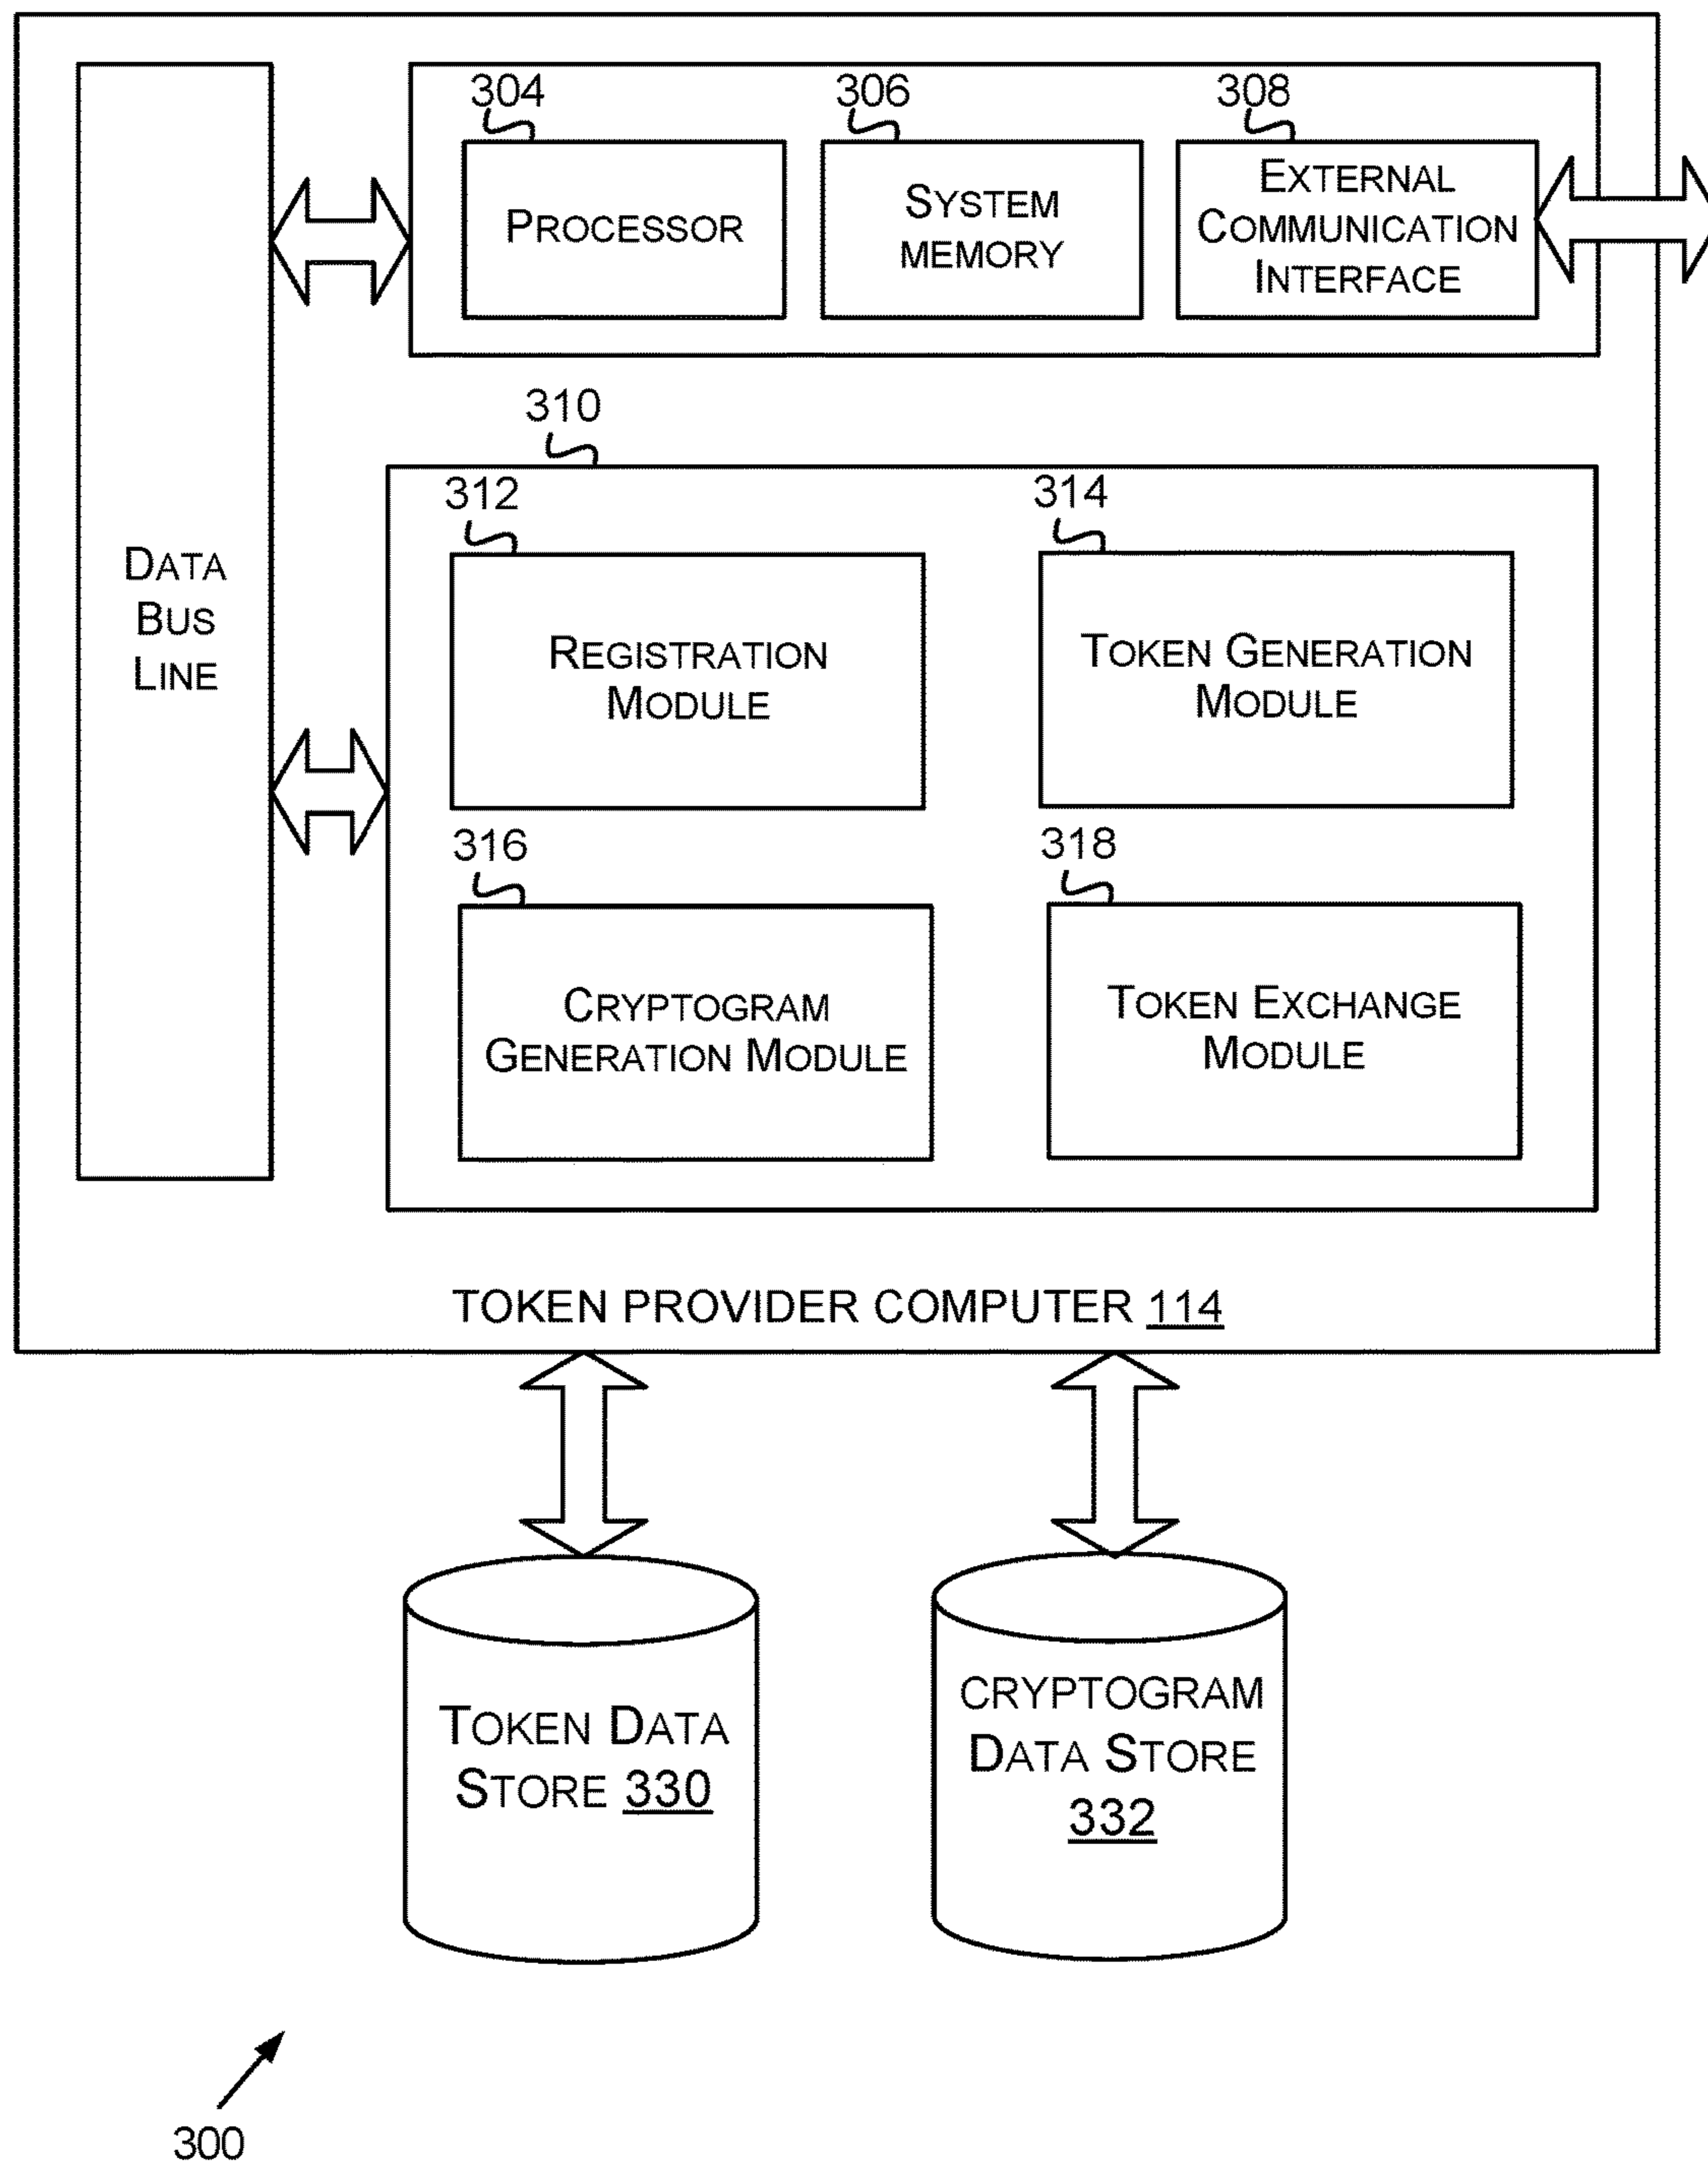 304
306
308
PROCESSOR
SYSTEM
MEMORY
EXTERNAL
COMMUNICATION
INTERFACE
310
312
314
DATA
BUS
LINE
REGISTRATION
MODULE
TOKEN GENERATION
MODULE
316
318
CRYPTOGRAM
GENERATION MODULE
TOKEN EXCHANGE
MODULE
TOKEN PROVIDER COMPUTER 114
TOKEN DATA
STORE 330
CRYPTOGRAM
DATA STORE
332
300